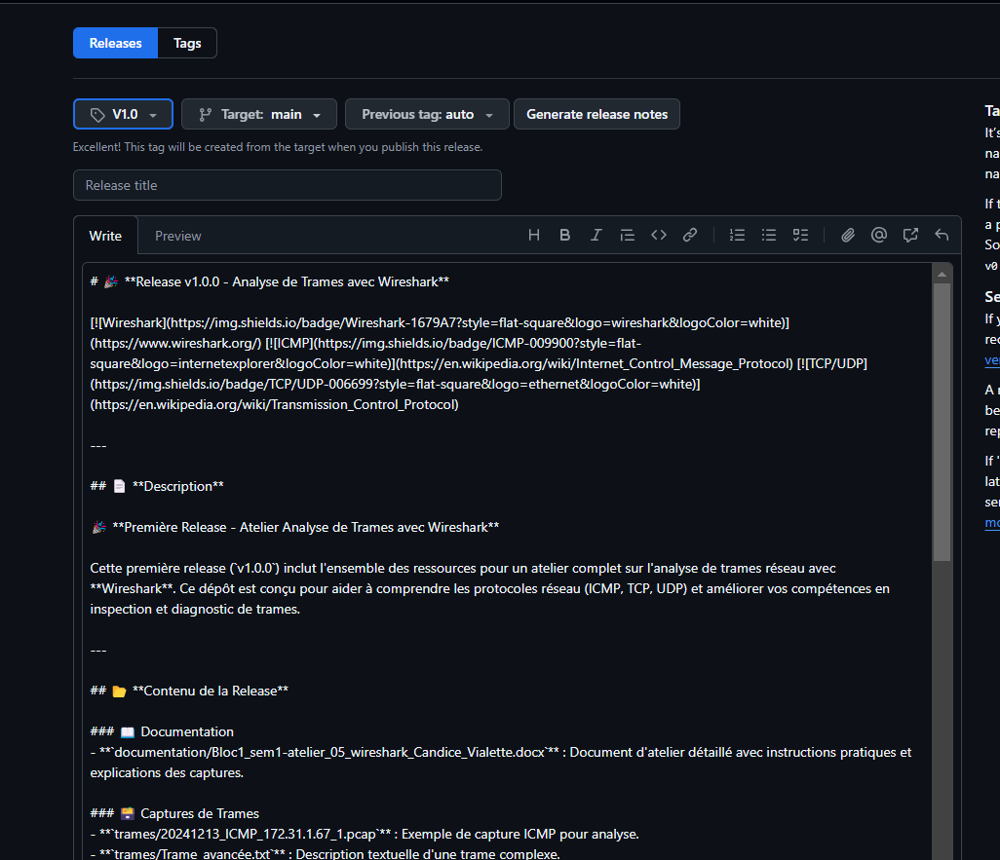 Releases Tags
V1.0 Target: main Previous tag: auto Generate release notes
Excellent! This tag will be created from the target when you publish this release.
Release title
Write Preview
# 🎉 **Release v1.0.0 - Analyse de Trames avec Wireshark**
[![Wireshark](https://img.shields.io/badge/Wireshark-1679A7?style=flat-square&logo=wireshark&logoColor=white)]
(https://www.wireshark.org/) [![ICMP](https://img.shields.io/badge/ICMP-009900?style=flat-
square&logo=internetexplorer&logoColor=white)](https://en.wikipedia.org/wiki/Internet_Control_Message_Protocol) [![TCP/UDP]
(https://img.shields.io/badge/TCP/UDP-006699?style=flat-square&logo=ethernet&logoColor=white)]
(https://en.wikipedia.org/wiki/Transmission_Control_Protocol)
---
## 📄 **Description**
🎉 **Première Release - Atelier Analyse de Trames avec Wireshark**
Cette première release (`v1.0.0`) inclut l'ensemble des ressources pour un atelier complet sur l'analyse de trames réseau avec
**Wireshark**. Ce dépôt est conçu pour aider à comprendre les protocoles réseau (ICMP, TCP, UDP) et améliorer vos compétences en
inspection et diagnostic de trames.
---
## 📂 **Contenu de la Release**
### 📖 Documentation
- **`documentation/Bloc1_sem1-atelier_05_wireshark_Candice_Vialette.docx`** : Document d'atelier détaillé avec instructions pratiques et
explications des captures.
### 🌉 Captures de Trames
- **`trames/20241213_ICMP_172.31.1.67_1.pcap`** : Exemple de capture ICMP pour analyse.
- **`trames/Trame_avancée.txt`** : Description textuelle d'une trame complexe.
Ta
It's
na
na
If t
a p
So
v0
Se
If y
rec
ver
A r
be
rep
If "
lat
ser
mo